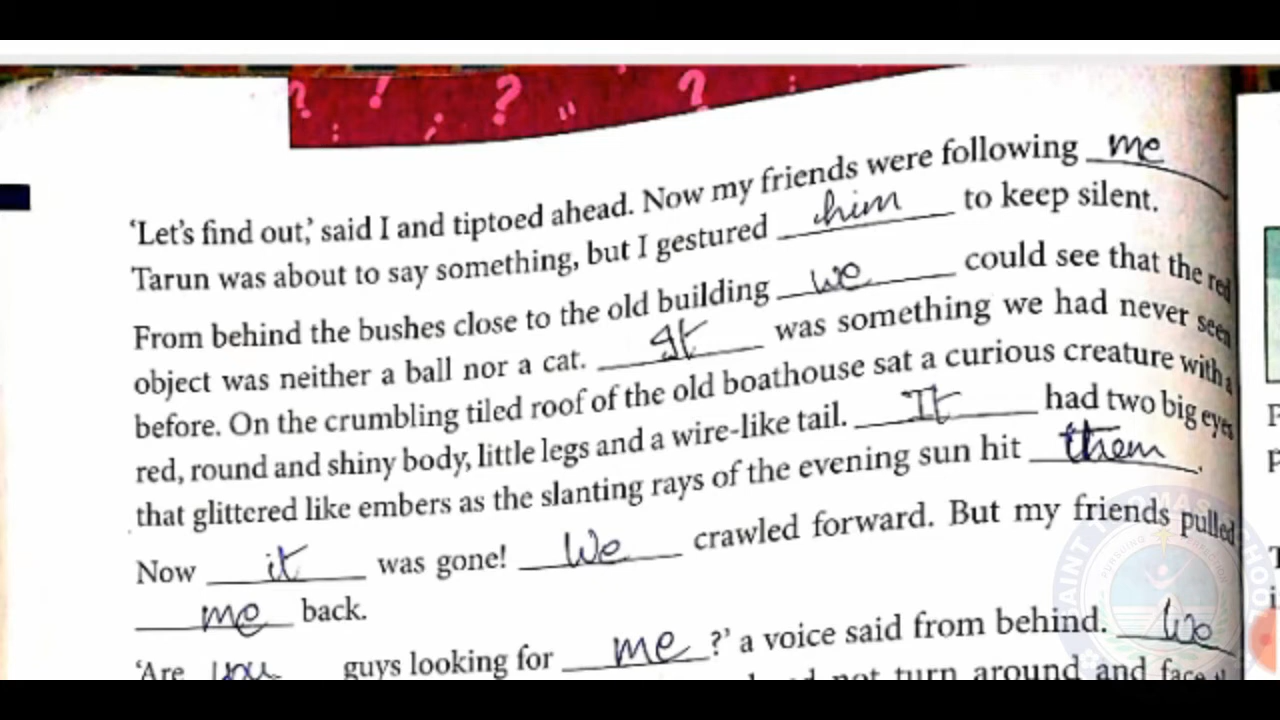 'Let's find out,' said I and tiptoed ahead. Now my friends were following me
Tarun was about to say something, but I gestured him to keep silent.
From behind the bushes close to the old building we could see that the red
object was neither a ball nor a cat. It was something we had never seen
before. On the crumbling tiled roof of the old boathouse sat a curious creature with a
red, round and shiny body, little legs and a wire-like tail. It had two big eyes
that glittered like embers as the slanting rays of the evening sun hit them.
Now it was gone! We crawled forward. But my friends pulled
me back.
'Are you guys looking for me?' a voice said from behind. We
not turn around and face